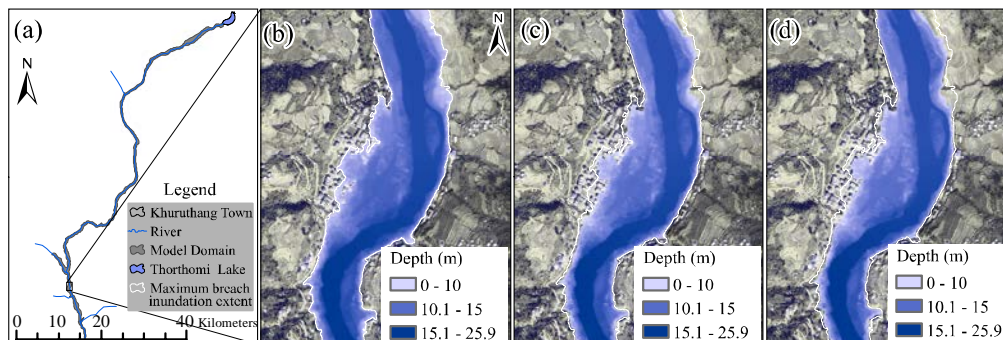 (a)
N
Legend
Khuruthang Town
River
Model Domain
Thorthomi Lake
Maximum breach
inundation extent
0 10 20 40 Kilometers
(b)
N
Depth (m)
0 - 10
10.1 - 15
15.1 - 25.9
(c)
Depth (m)
0 - 10
10.1 - 15
15.1 - 25.9
(d)
Depth (m)
0 - 10
10.1 - 15
15.1 - 25.9